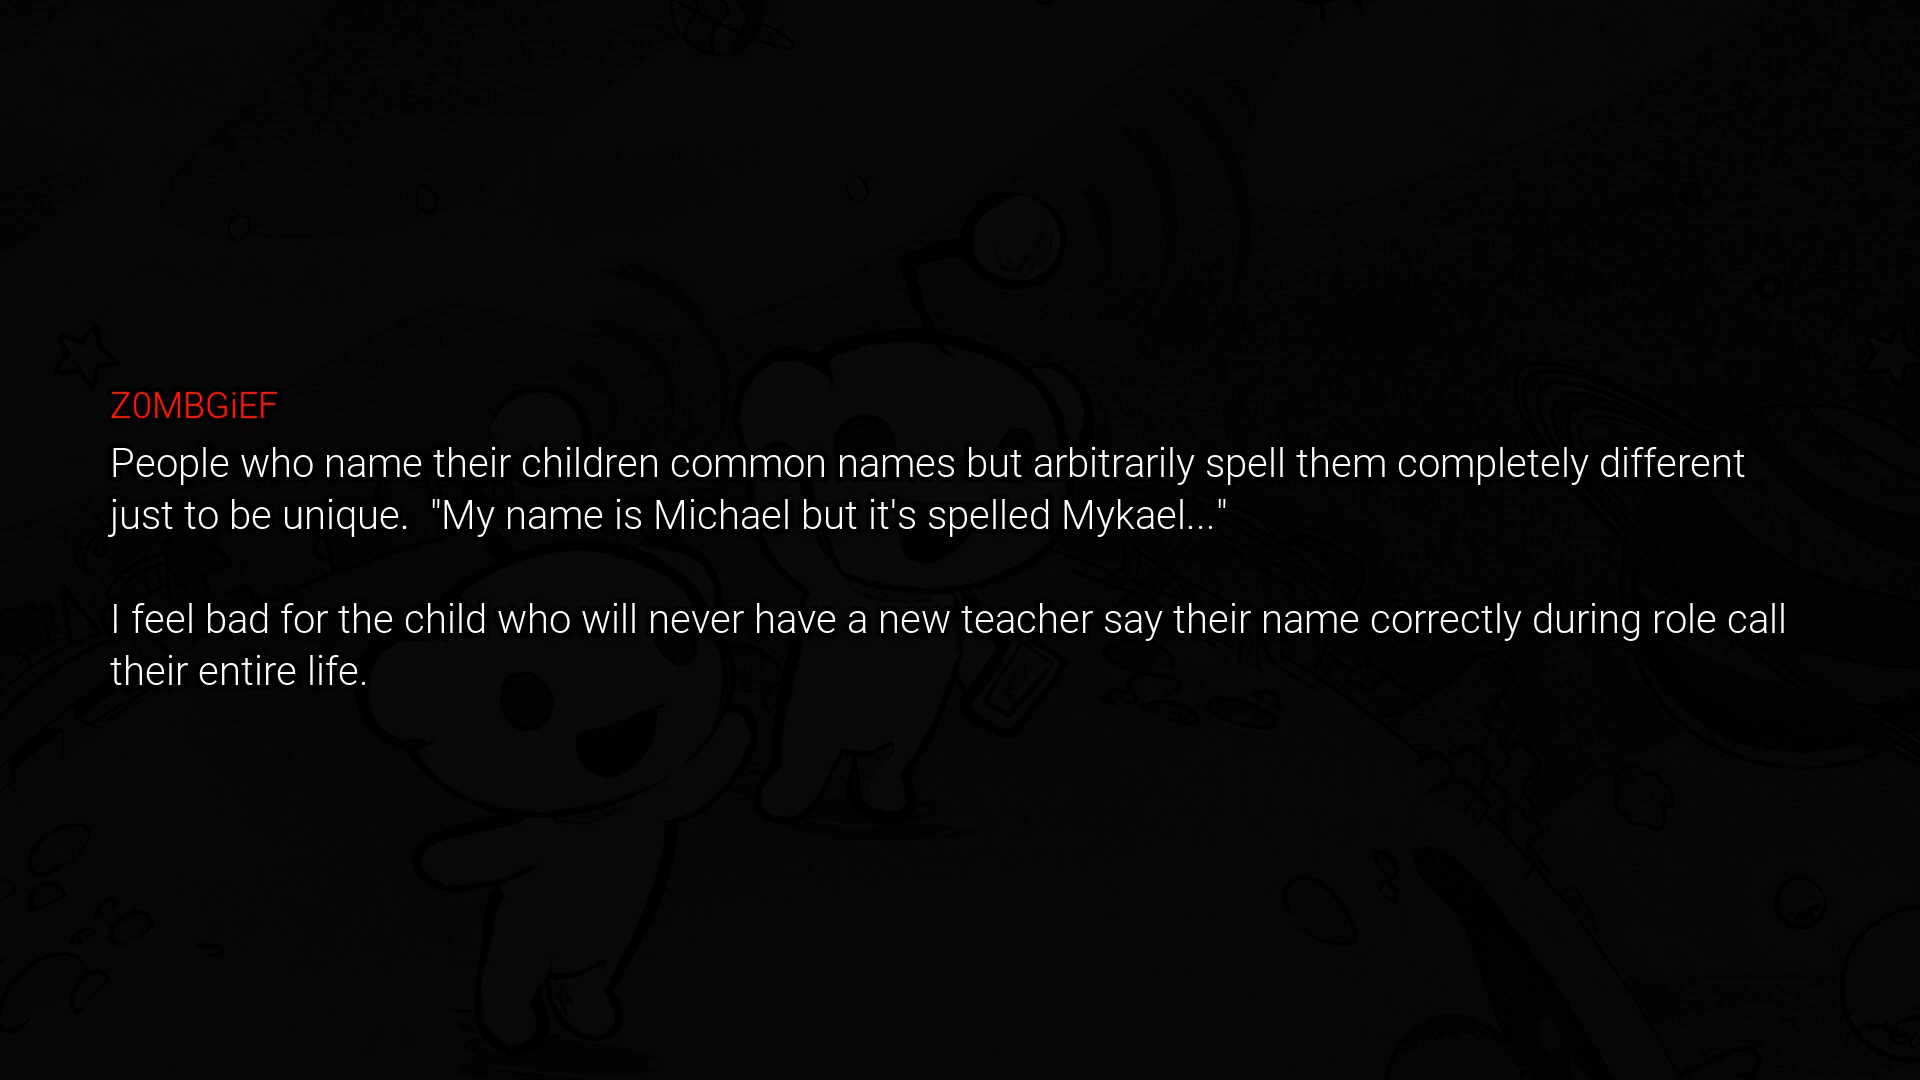 Z0MBGiEF
People who name their children common names but arbitrarily spell them completely different
just to be unique.  "My name is Michael but it's spelled Mykael..."
I feel bad for the child who will never have a new teacher say their name correctly during role call
their entire life.